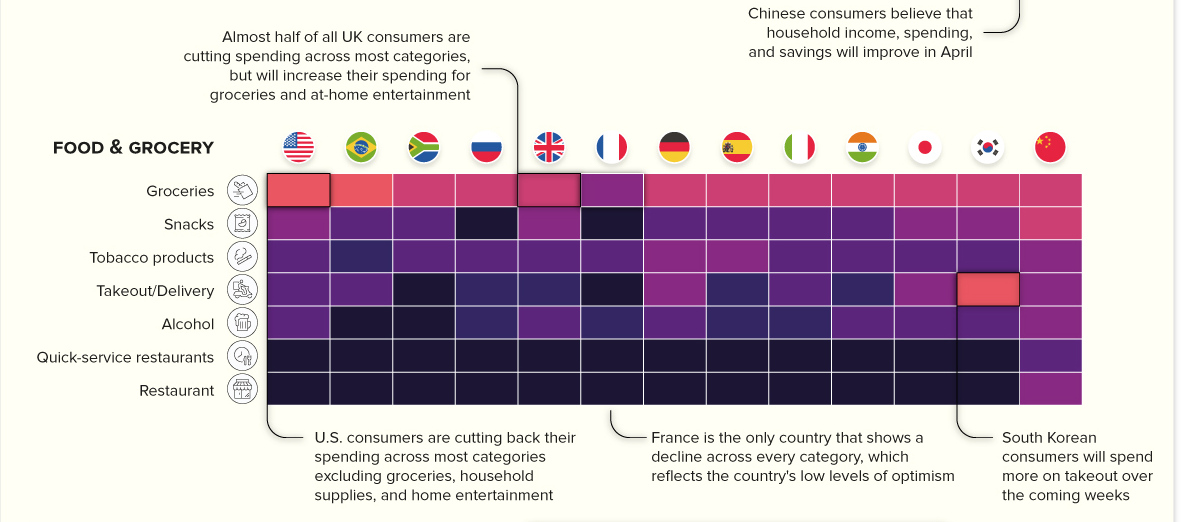 Chinese consumers believe that
household income, spending,
and savings will improve in April
Almost half of all UK consumers are
cutting spending across most categories,
but will increase their spending for
groceries and at-home entertainment
FOOD & GROCERY
Groceries
Snacks
Tobacco products
Takeout/Delivery
Alcohol
Quick-service restaurants
Restaurant
U.S. consumers are cutting back their
spending across most categories
excluding groceries, household
supplies, and home entertainment
France is the only country that shows a
decline across every category, which
reflects the country's low levels of optimism
South Korean
consumers will spend
more on takeout over
the coming weeks